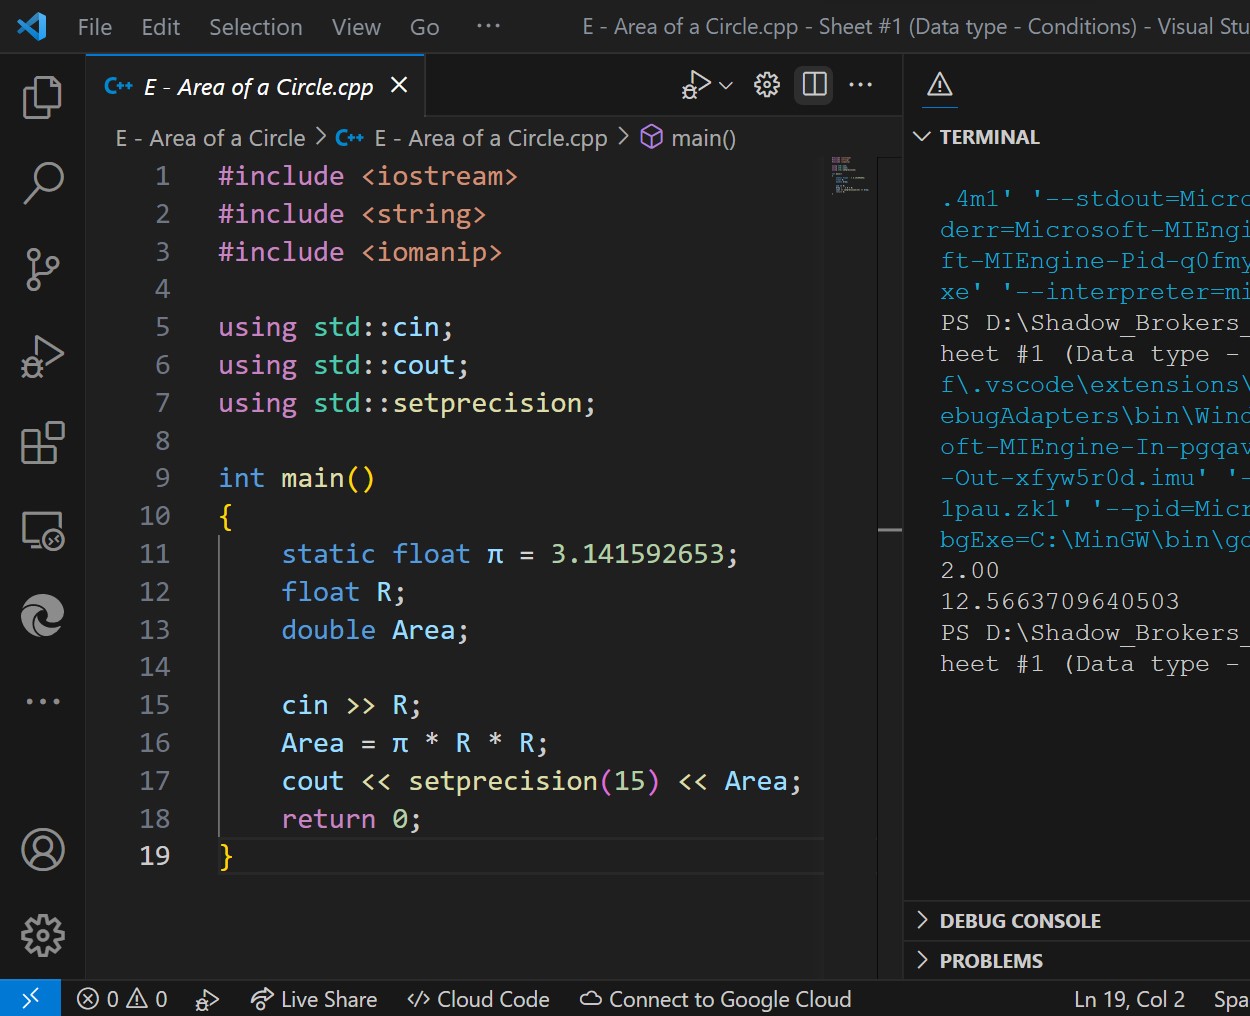 File Edit Selection View Go ··· E - Area of a Circle.cpp - Sheet #1 (Data type - Conditions) - Visual Stu
C++ E - Area of a Circle.cpp
E - Area of a Circle > C++ E - Area of a Circle.cpp > main()
1 #include <iostream>
2 #include <string>
3 #include <iomanip>
4
5 using std::cin;
6 using std::cout;
7 using std::setprecision;
8
9 int main()
10 {
11 static float π = 3.141592653;
12 float R;
13 double Area;
14
15 cin >> R;
16 Area = π * R * R;
17 cout << setprecision(15) << Area;
18 return 0;
19 }
TERMINAL
.4m1' '--stdout=Micro
derr=Microsoft-MIEngi
ft-MIEngine-Pid-q0fmy
xe' '--interpreter=mi
PS D:\Shadow_Brokers_
heet #1 (Data type -
f\.vscode\extensions\
ebugAdapters\bin\Wind
oft-MIEngine-In-pgqav
-Out-xfyw5r0d.imu' '-
1pau.zk1' '--pid=Micr
bgExe=C:\MinGW\bin\gd
2.00
12.5663709640503
PS D:\Shadow_Brokers_
heet #1 (Data type -
DEBUG CONSOLE
PROBLEMS
0 0 Live Share Cloud Code Connect to Google Cloud Ln 19, Col 2 Spa